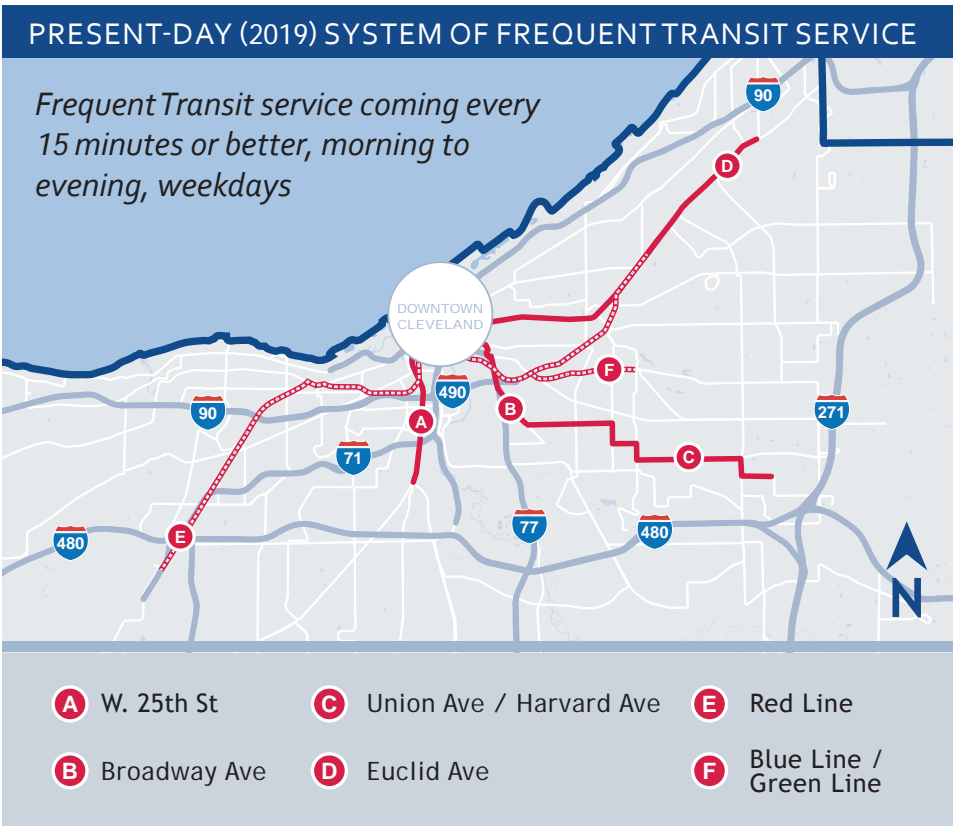 PRESENT-DAY (2019) SYSTEM OF FREQUENT TRANSIT SERVICE
Frequent Transit service coming every
15 minutes or better, morning to
evening, weekdays
90
D
DOWNTOWN
CLEVELAND
F
490
90
A
B
271
71
C
E
480
77
480
N
A W. 25th St
B Broadway Ave
C Union Ave / Harvard Ave
D Euclid Ave
E Red Line
F Blue Line /
Green Line